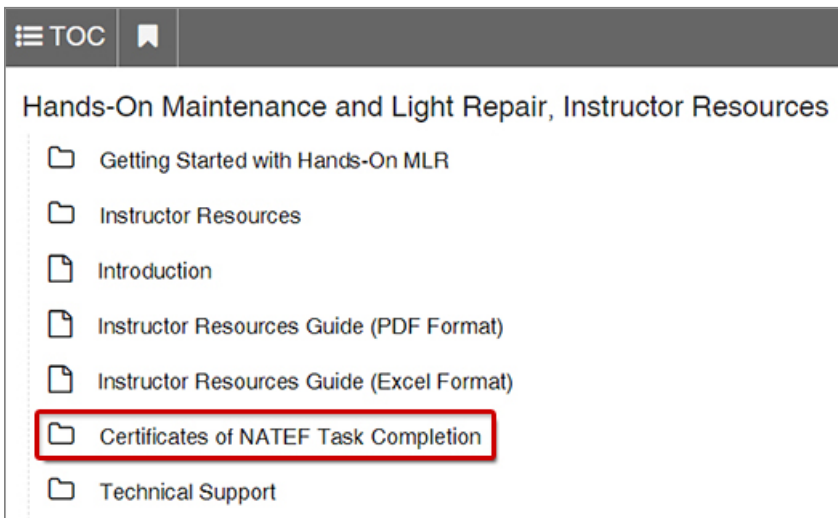 TOC
Hands-On Maintenance and Light Repair, Instructor Resources
Getting Started with Hands-On MLR
Instructor Resources
Introduction
Instructor Resources Guide (PDF Format)
Instructor Resources Guide (Excel Format)
Certificates of NATEF Task Completion
Technical Support